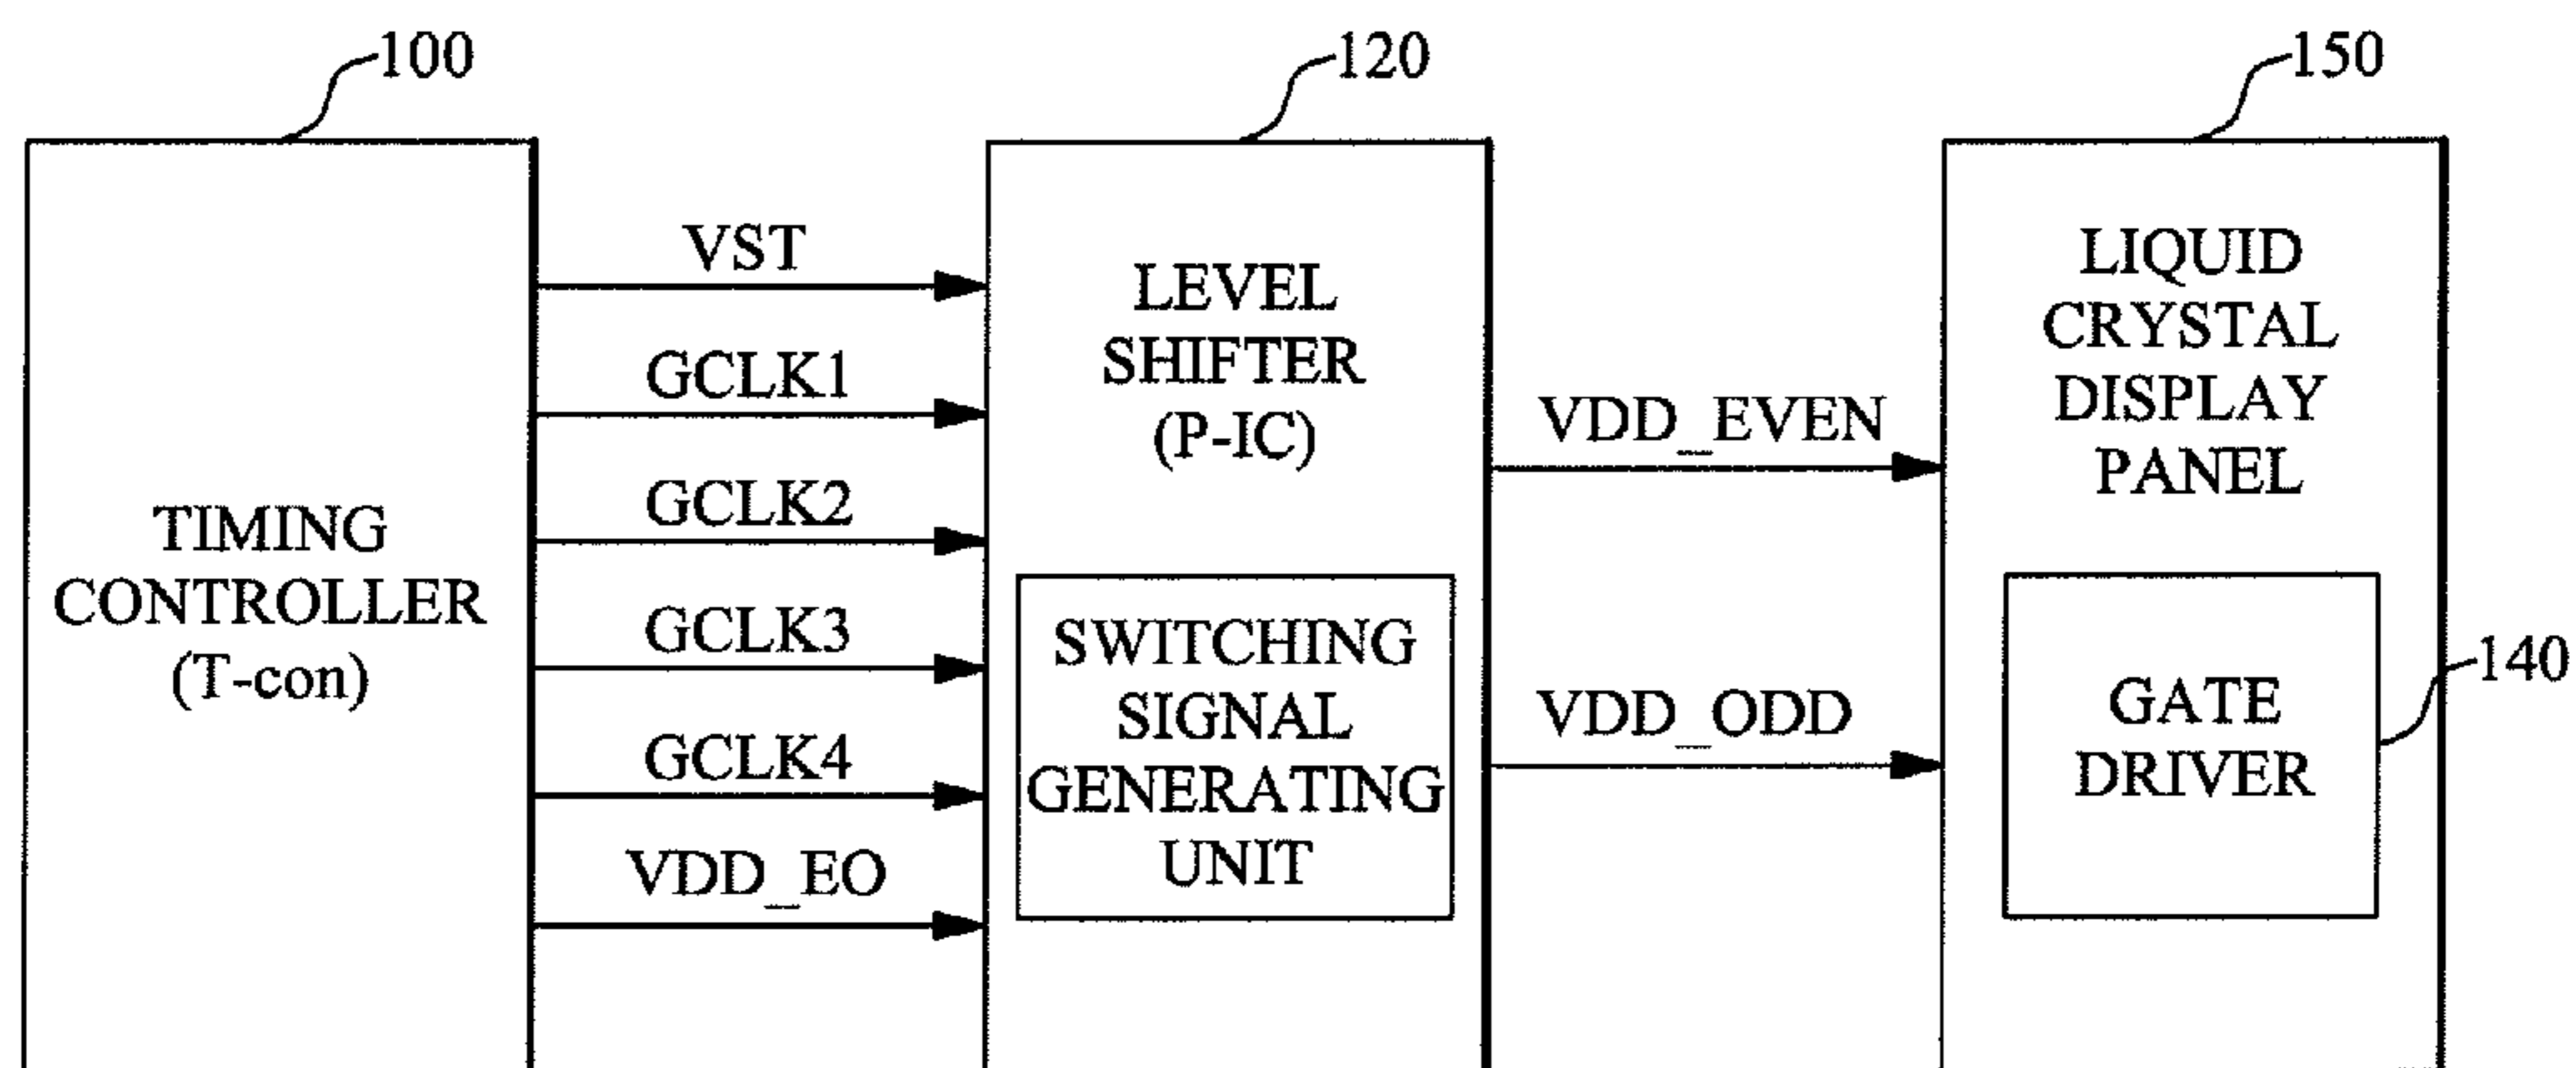 100
120
150
TIMING
CONTROLLER
(T-con)
VST
GCLK1
GCLK2
GCLK3
GCLK4
VDD_EO
LEVEL
SHIFTER
(P-IC)
SWITCHING
SIGNAL
GENERATING
UNIT
VDD_EVEN
VDD_ODD
LIQUID
CRYSTAL
DISPLAY
PANEL
GATE
DRIVER
140